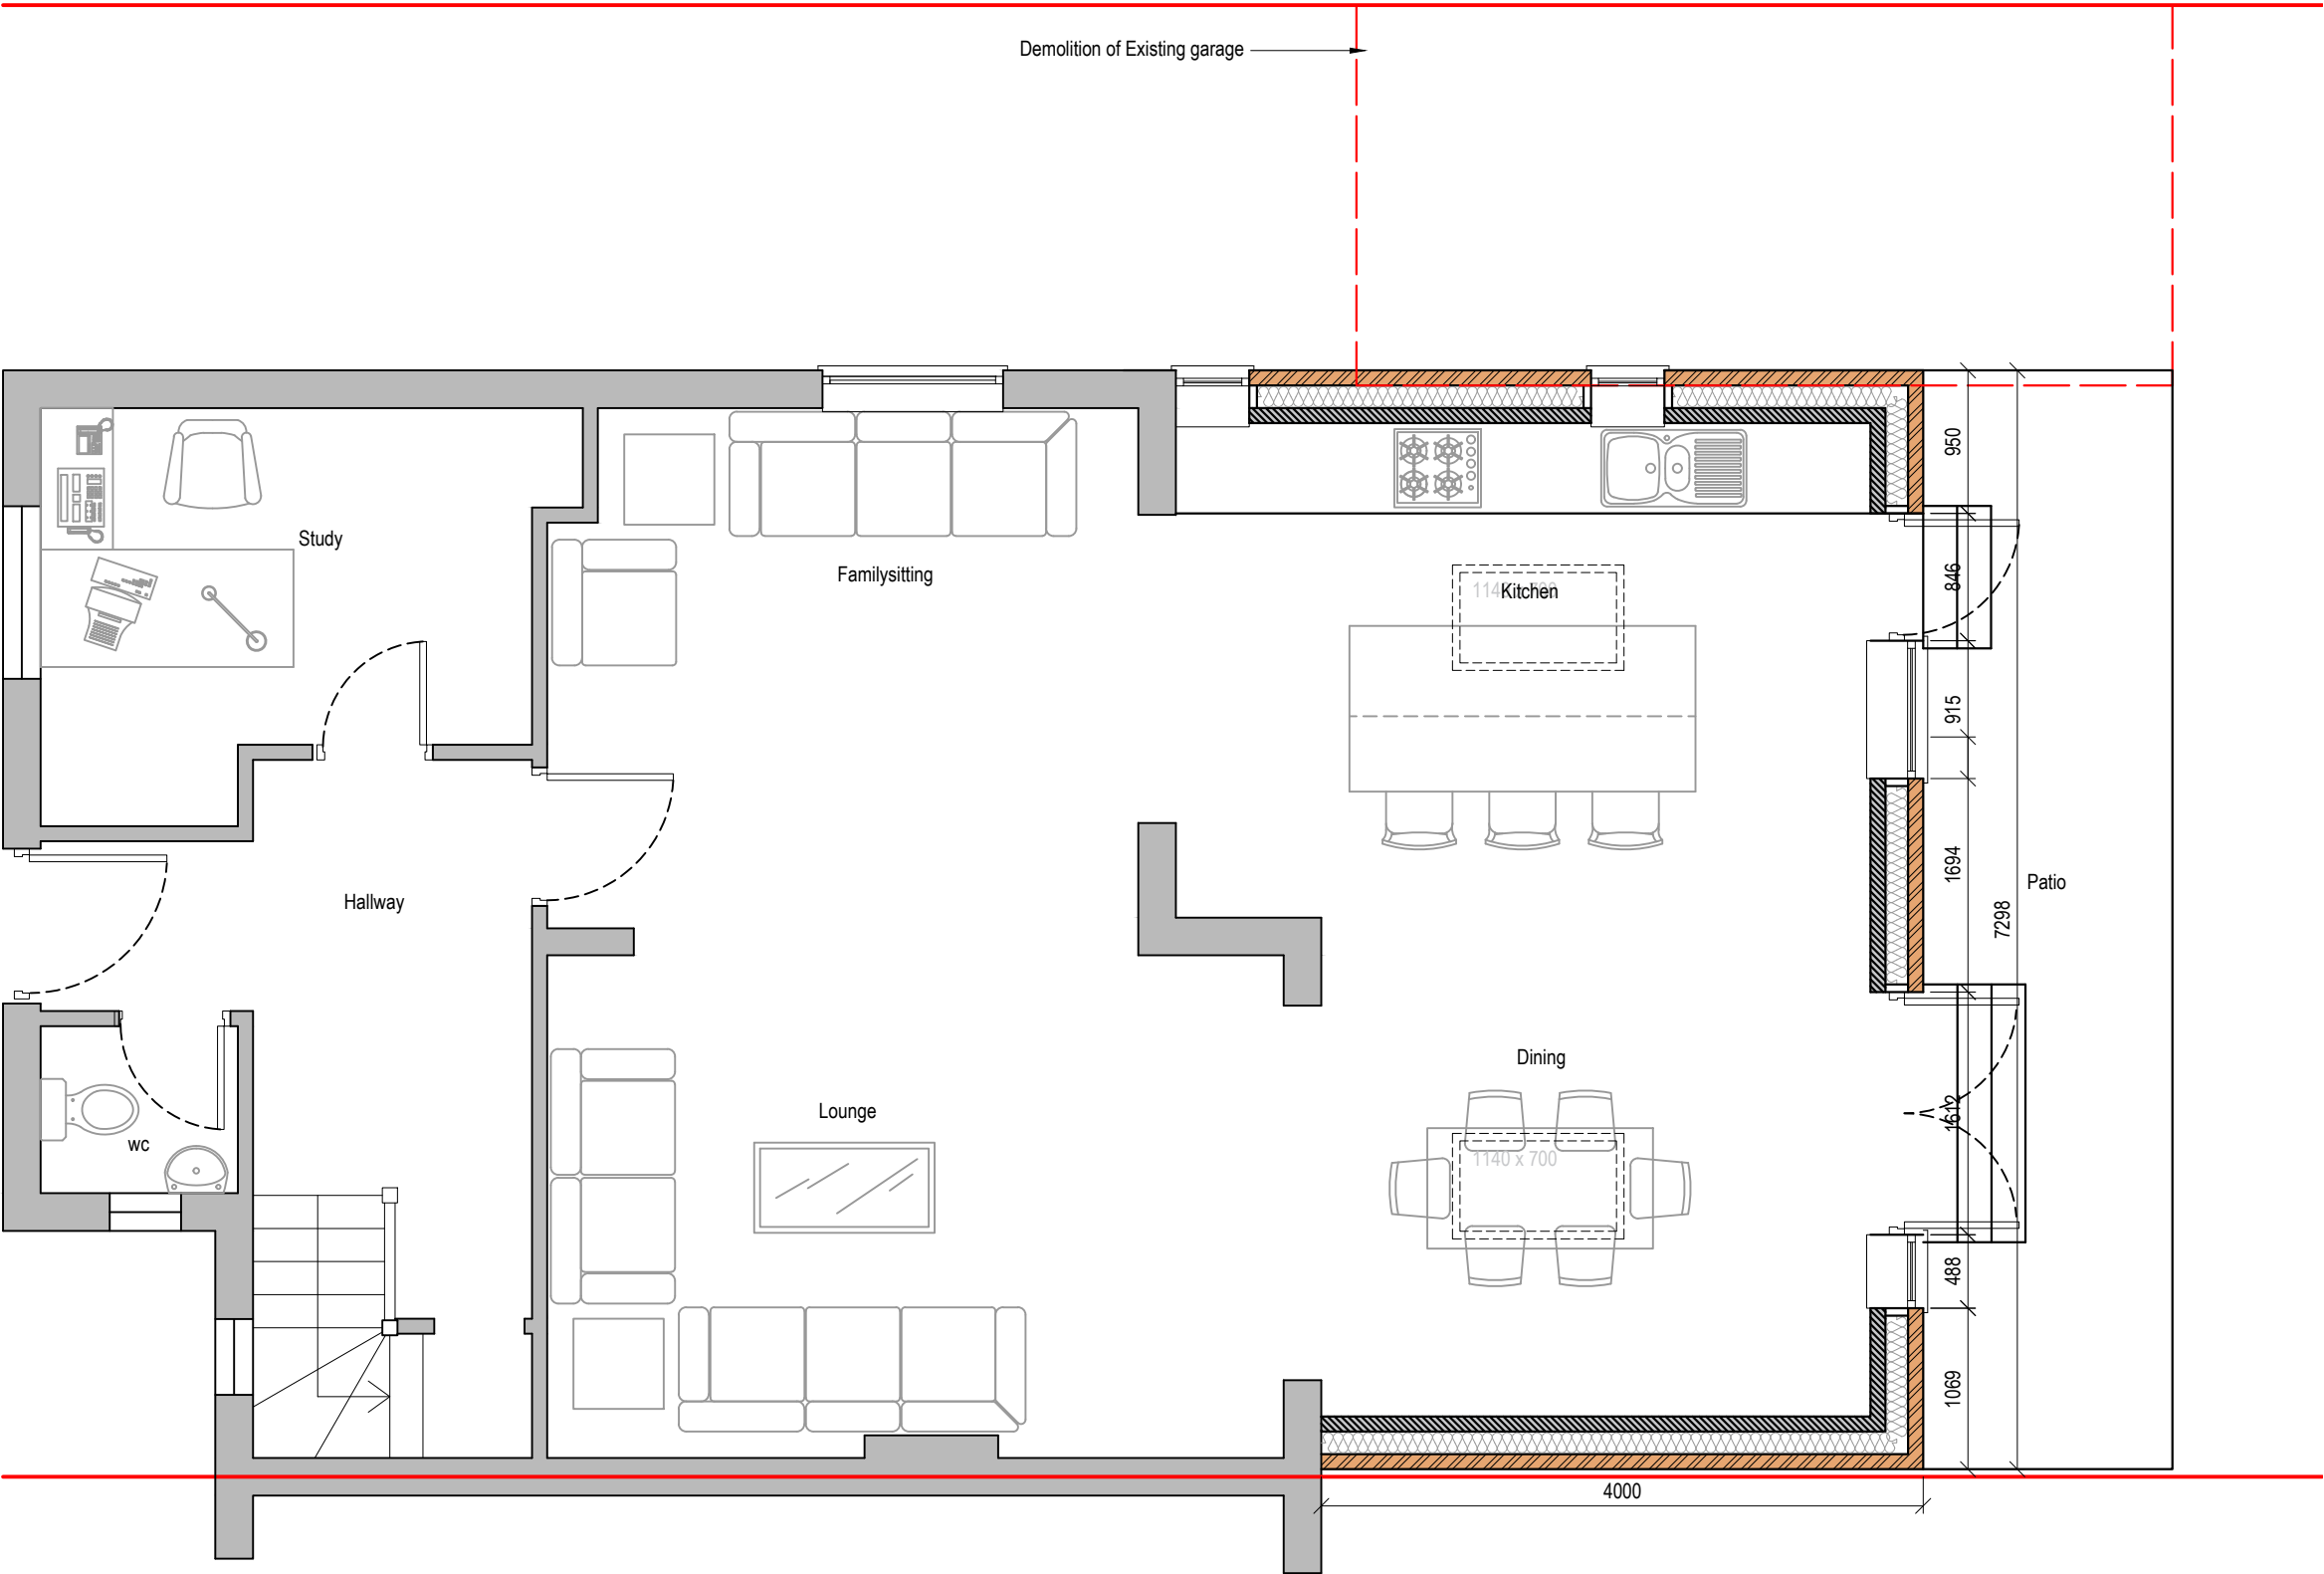 Demolition of Existing garage
950
Study
Familysitting
846
Kitchen
915
1694
Patio
Hallway
7298
Dining
Lounge
1612
wc
1140 x 700
488
1069
4000